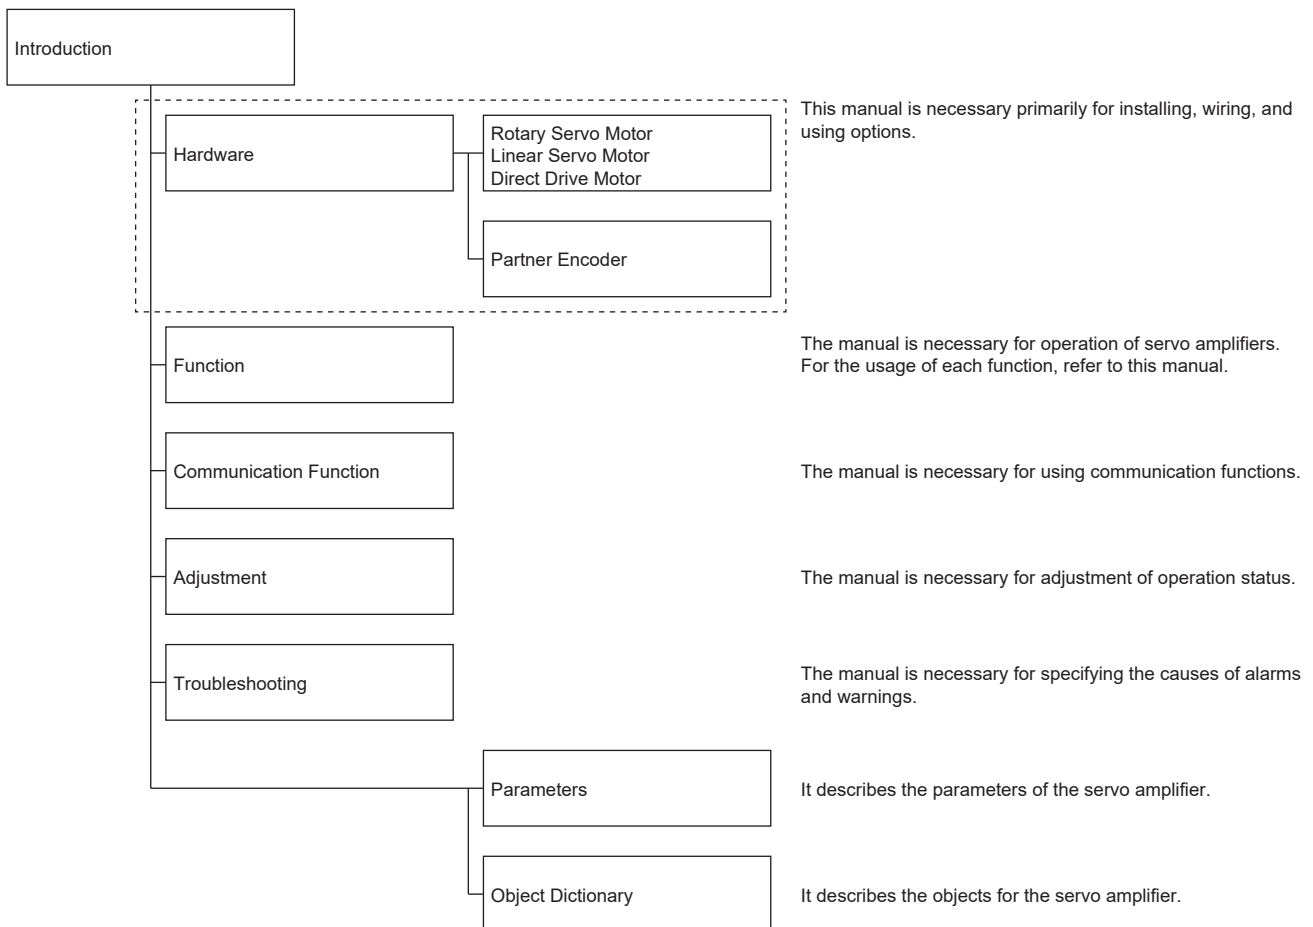 Introduction
This manual is necessary primarily for installing, wiring, and
using options.
Hardware
Rotary Servo Motor
Linear Servo Motor
Direct Drive Motor
Partner Encoder
Function
The manual is necessary for operation of servo amplifiers.
For the usage of each function, refer to this manual.
Communication Function
The manual is necessary for using communication functions.
Adjustment
The manual is necessary for adjustment of operation status.
Troubleshooting
The manual is necessary for specifying the causes of alarms
and warnings.
Parameters
It describes the parameters of the servo amplifier.
Object Dictionary
It describes the objects for the servo amplifier.